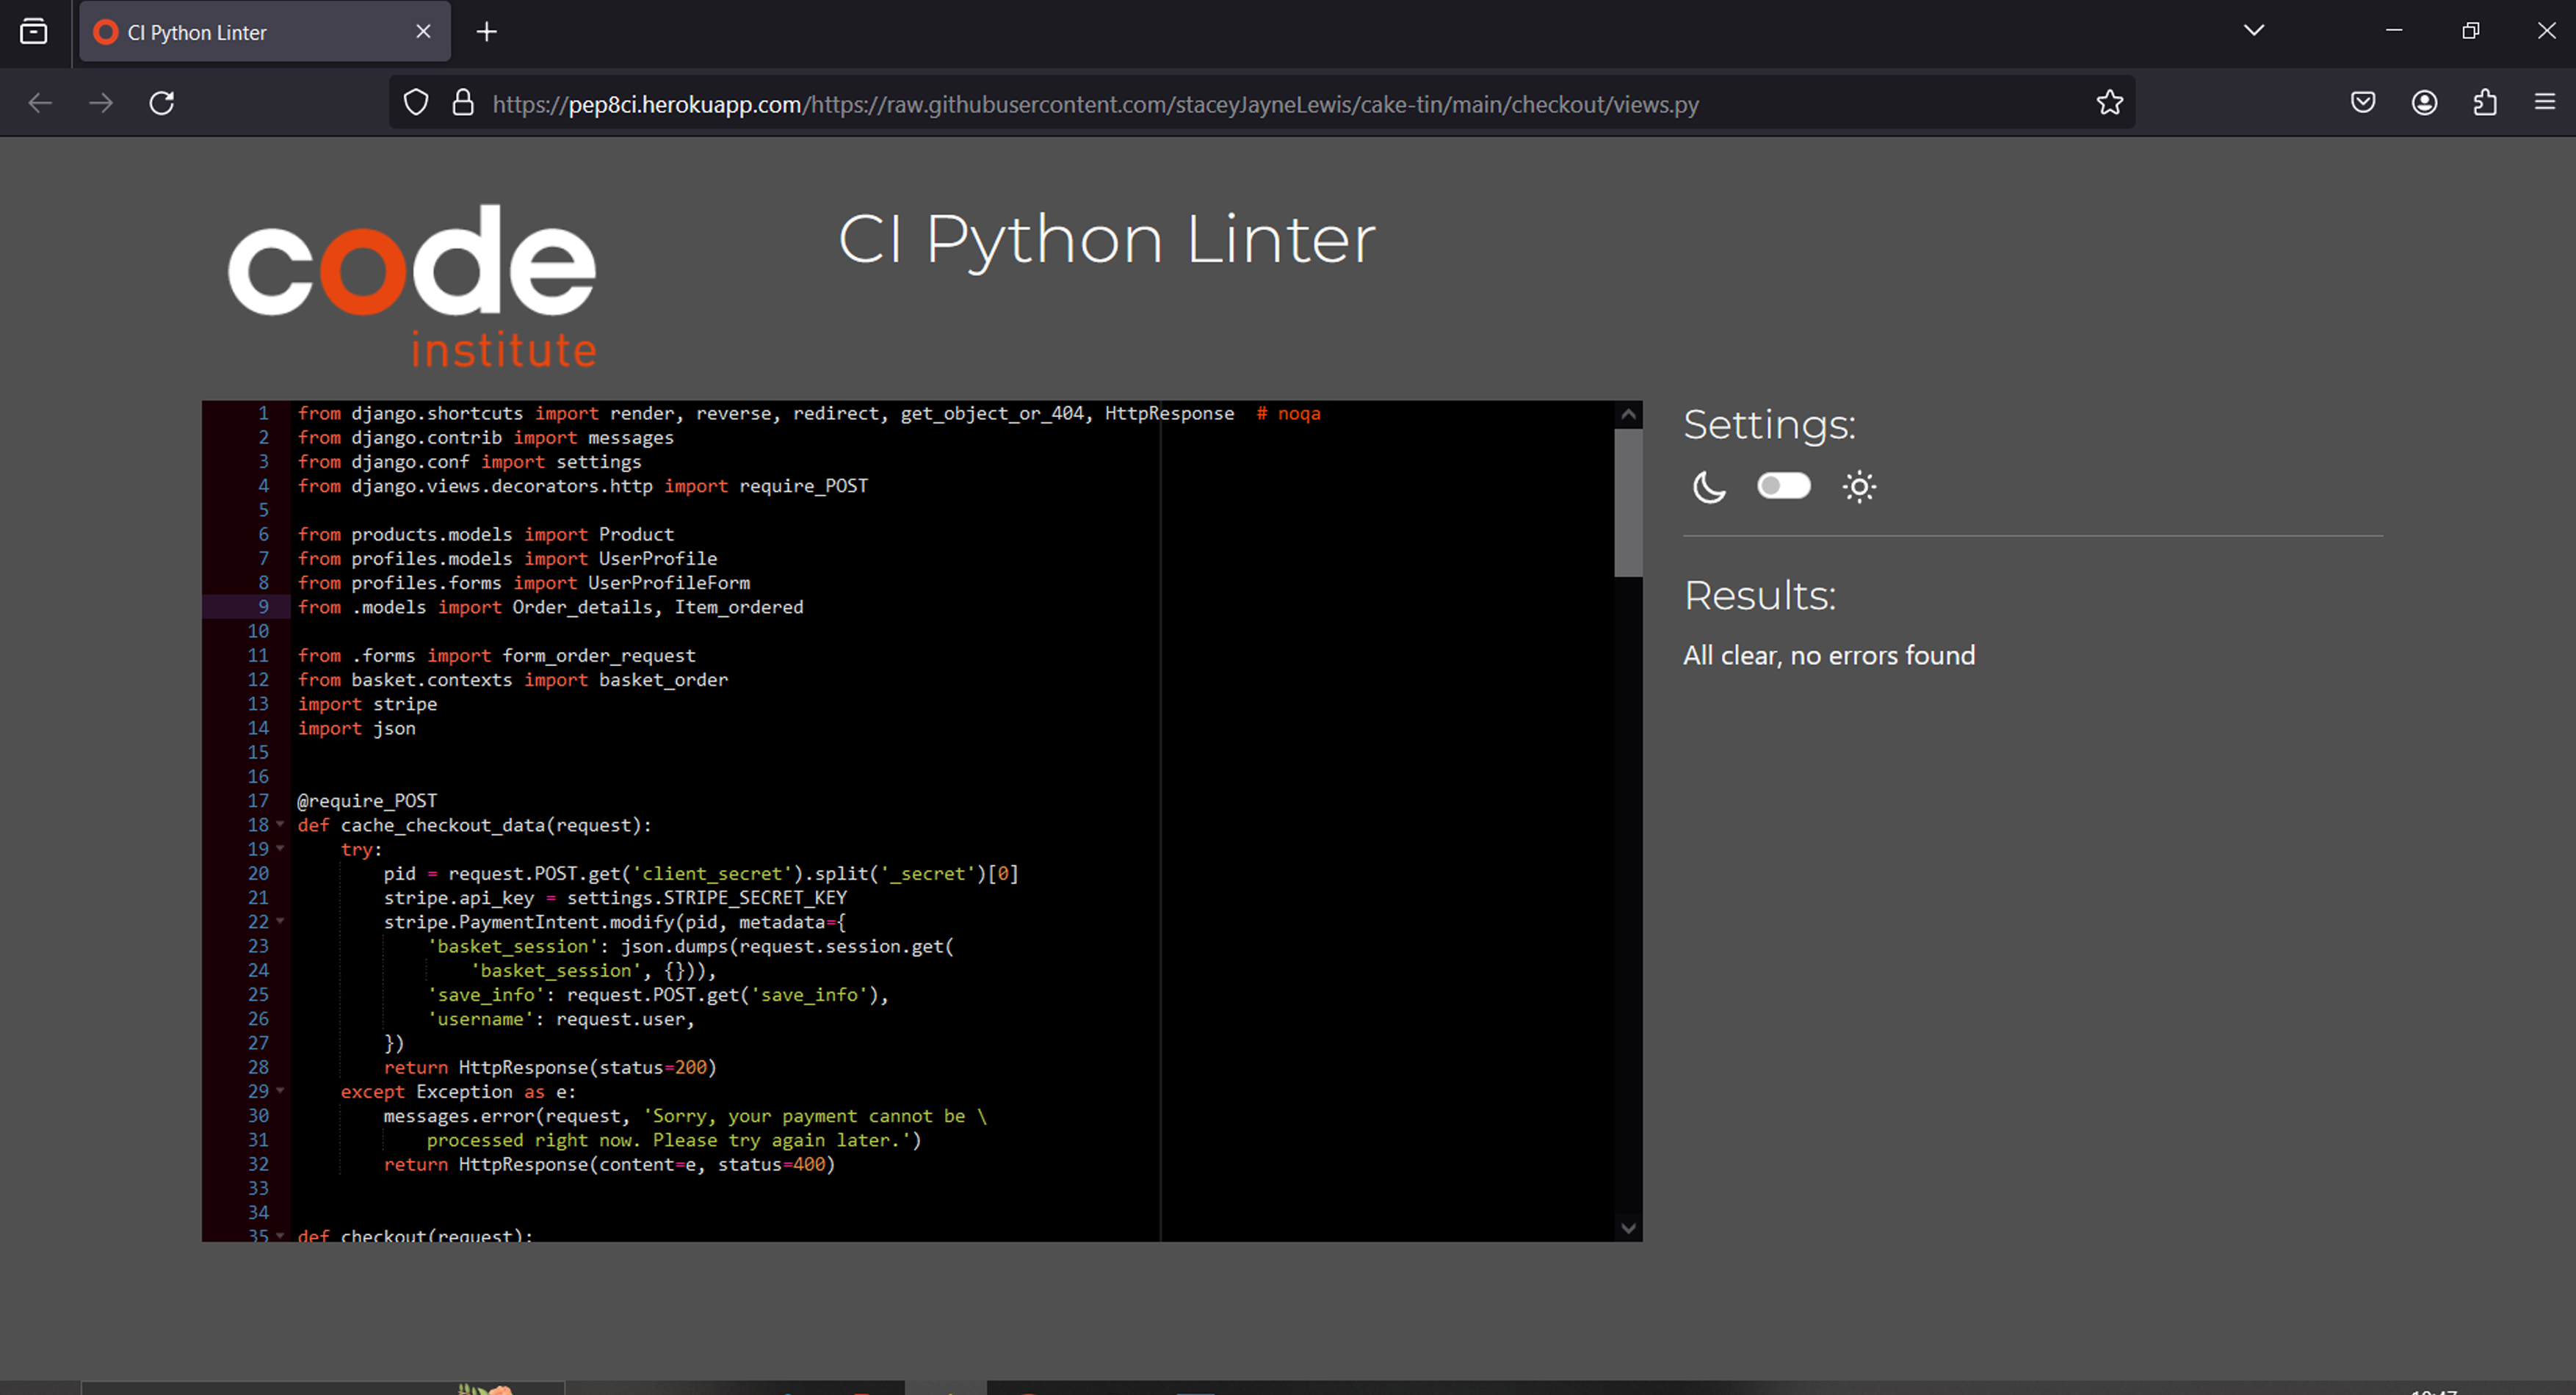 CI Python Linter
https://pep8ci.herokuapp.com/https://raw.githubusercontent.com/staceyJayneLewis/cake-tin/main/checkout/views.py
code
institute
CI Python Linter
1 from django.shortcuts import render, reverse, redirect, get_object_or_404, HttpResponse  # noqa
2 from django.contrib import messages
3 from django.conf import settings
4 from django.views.decorators.http import require_POST
5
6 from products.models import Product
7 from profiles.models import UserProfile
8 from profiles.forms import UserProfileForm
9 from .models import Order_details, Item_ordered
10
11 from .forms import form_order_request
12 from basket.contexts import basket_order
13 import stripe
14 import json
15
16
17 @require_POST
18 def cache_checkout_data(request):
19     try:
20         pid = request.POST.get('client_secret').split('_secret')[0]
21         stripe.api_key = settings.STRIPE_SECRET_KEY
22         stripe.PaymentIntent.modify(pid, metadata={
23             'basket_session': json.dumps(request.session.get(
24                 'basket_session', {})),
25             'save_info': request.POST.get('save_info'),
26             'username': request.user,
27         })
28         return HttpResponse(status=200)
29     except Exception as e:
30         messages.error(request, 'Sorry, your payment cannot be \
31             processed right now. Please try again later.')
32         return HttpResponse(content=e, status=400)
33
34
35 def checkout(request):
Settings:
Results:
All clear, no errors found